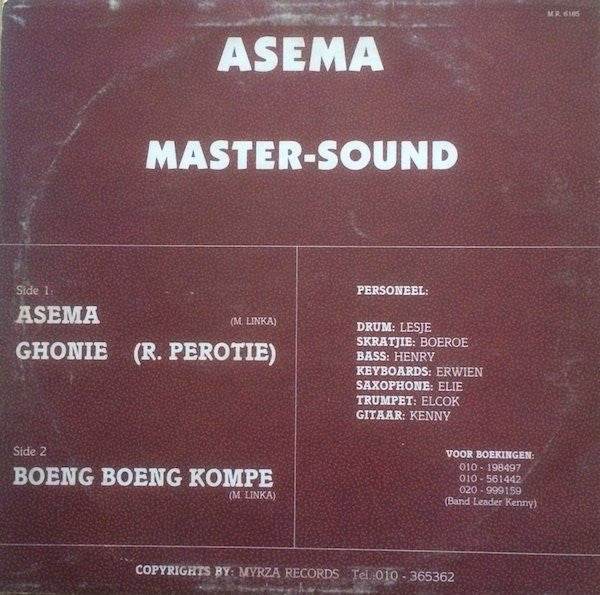 M.R. 6165
ASEMA
MASTER-SOUND
Side 1:
ASEMA (M. LINKA)
GHONIE (R. PEROTIE)
Side 2
BOENG BOENG KOMPE
(M. LINKA)
PERSONEEL:
DRUM: LESJE
SKRATJIE: BOEROE
BASS: HENRY
KEYBOARDS: ERWIEN
SAXOPHONE: ELIE
TRUMPET: ELCOK
GITAAR: KENNY
VOOR BOEKINGEN:
010 - 198497
010 - 561442
020 - 999159
(Band Leader Kenny)
COPYRIGHTS BY: MYRZA RECORDS Tel.:010 - 365362